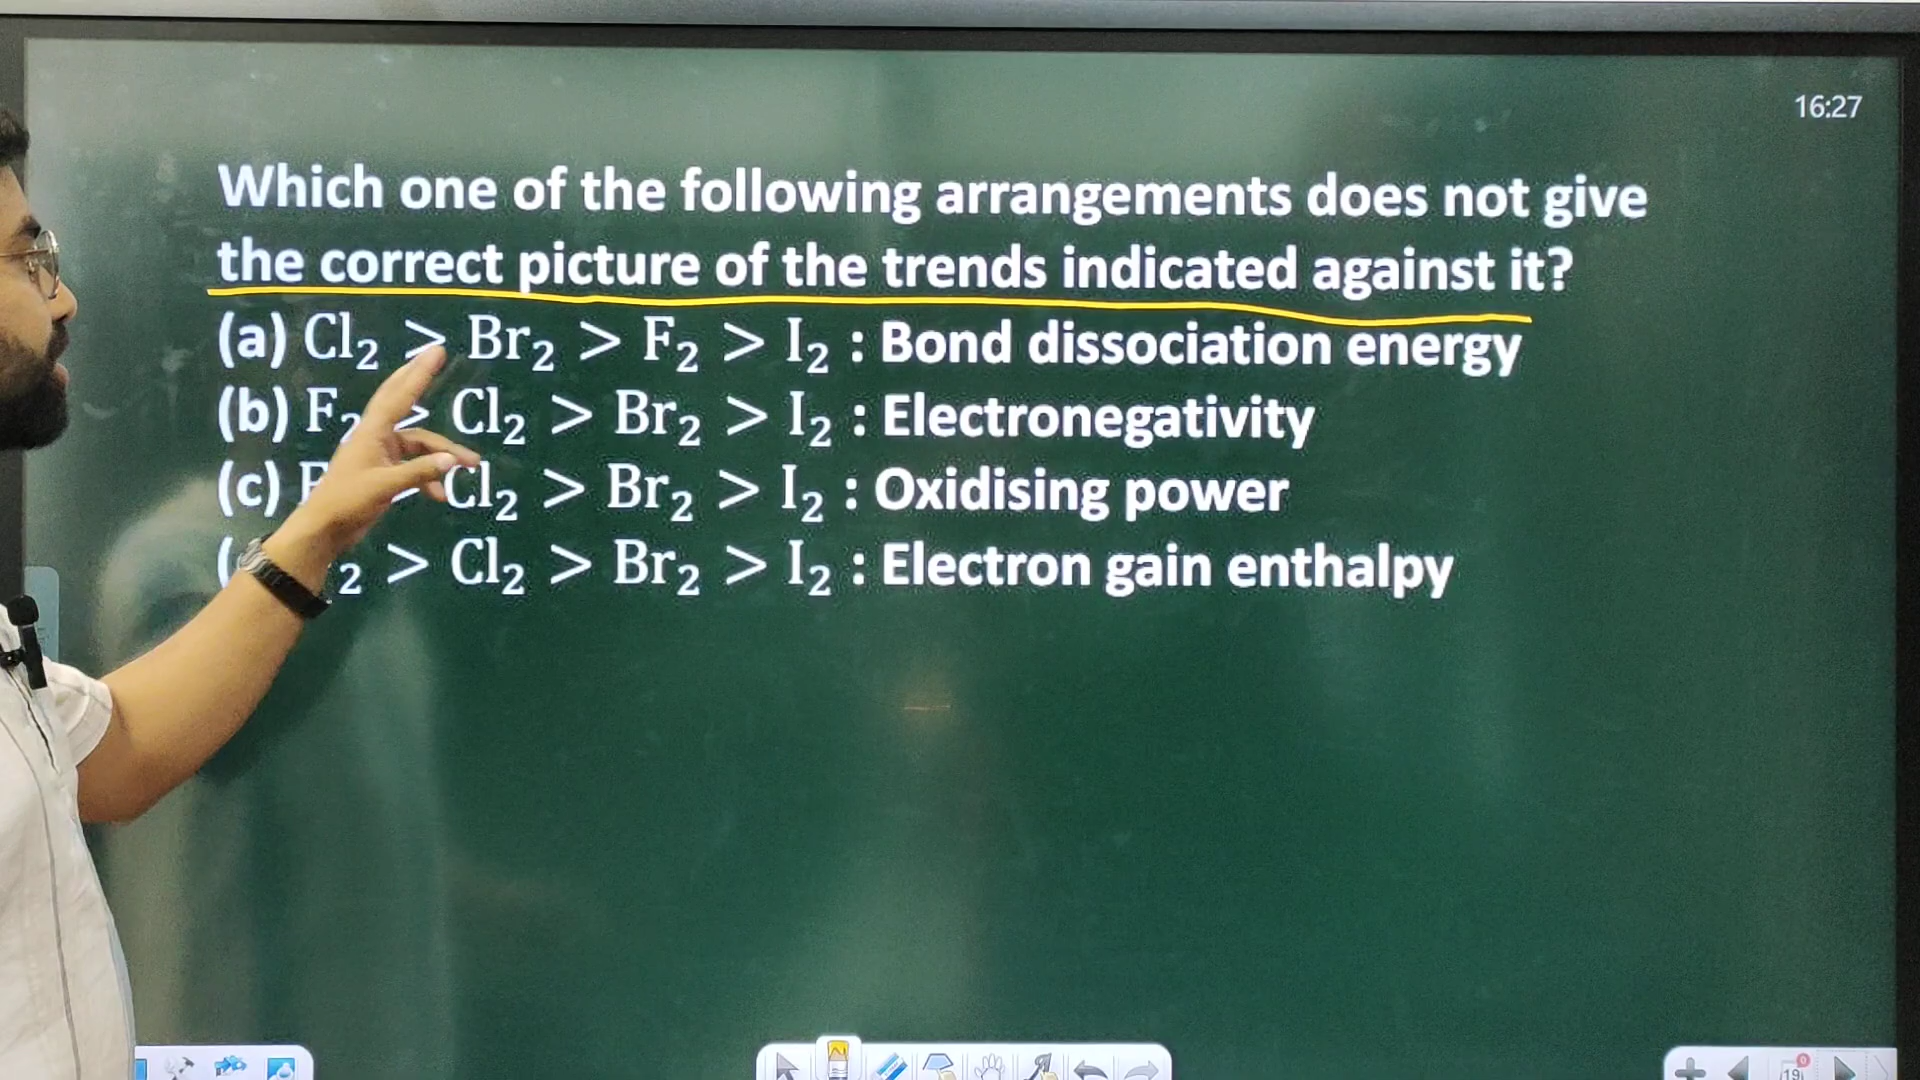 16:27
Which one of the following arrangements does not give
the correct picture of the trends indicated against it?
(a) Cl₂ > Br₂ > F₂ > I₂ : Bond dissociation energy
(b) F₂ > Cl₂ > Br₂ > I₂ : Electronegativity
(c) > Cl₂ > Br₂ > I₂ : Oxidising power
₂ > Cl₂ > Br₂ > I₂ : Electron gain enthalpy
19